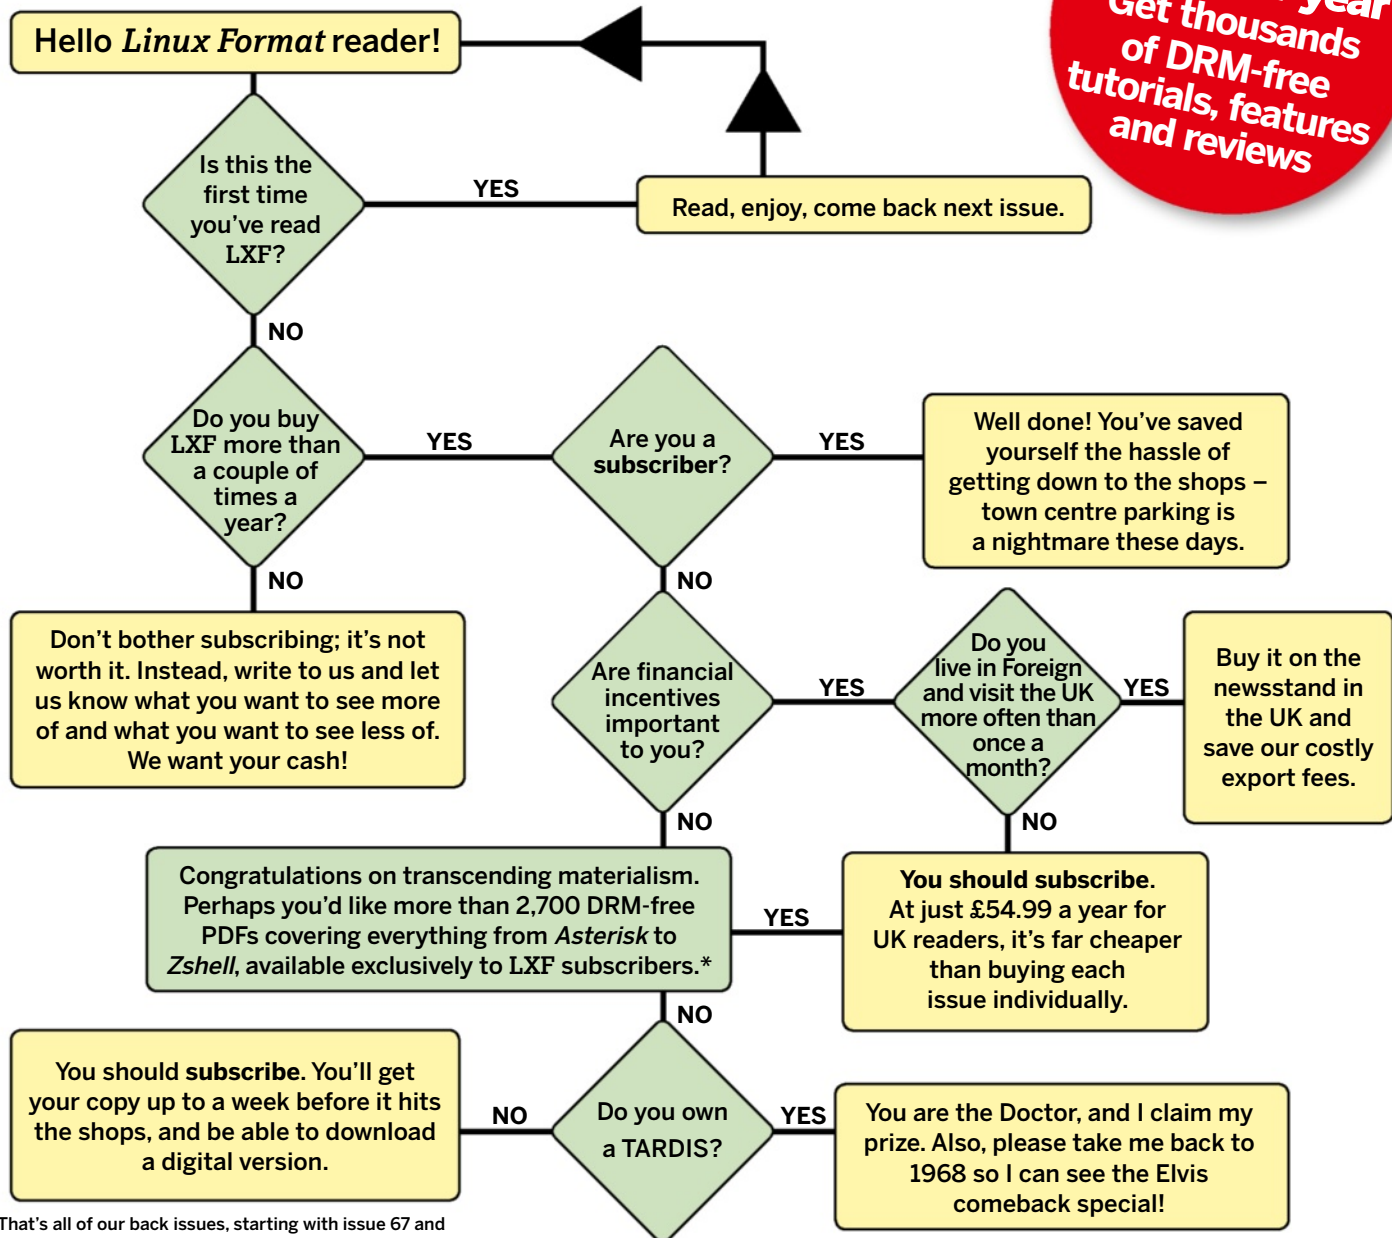 Hello Linux Format reader!
year
Get thousands
of DRM-free
tutorials, features
and reviews
Is this the
first time
you've read
LXF?
YES
Read, enjoy, come back next issue.
NO
Do you buy
LXF more than
a couple of
times a
year?
YES
Are you a
subscriber?
YES
Well done! You've saved
yourself the hassle of
getting down to the shops –
town centre parking is
a nightmare these days.
NO
NO
Don't bother subscribing; it's not
worth it. Instead, write to us and let
us know what you want to see more
of and what you want to see less of.
We want your cash!
Are financial
incentives
important
to you?
YES
Do you
live in Foreign
and visit the UK
more often than
once a
month?
YES
Buy it on the
newsstand in
the UK and
save our costly
export fees.
NO
NO
Congratulations on transcending materialism.
Perhaps you'd like more than 2,700 DRM-free
PDFs covering everything from Asterisk to
Zshell, available exclusively to LXF subscribers.*
YES
You should subscribe.
At just £54.99 a year for
UK readers, it's far cheaper
than buying each
issue individually.
NO
You should subscribe. You'll get
your copy up to a week before it hits
the shops, and be able to download
a digital version.
NO
Do you own
a TARDIS?
YES
You are the Doctor, and I claim my
prize. Also, please take me back to
1968 so I can see the Elvis
comeback special!
That's all of our back issues, starting with issue 67 and